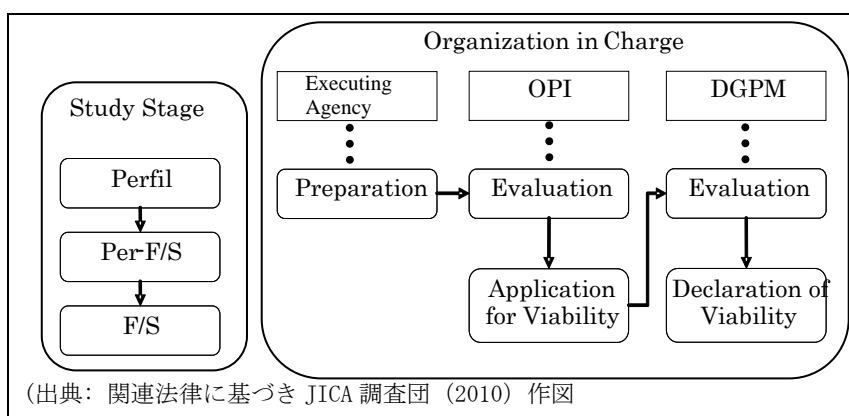 Study Stage
Perfil
Per-F/S
F/S
Organization in Charge
Executing
Agency
OPI
DGPM
Preparation
Evaluation
Evaluation
Application
for Viability
Declaration of
Viability
(出典: 関連法律に基づき JICA 調査団 (2010) 作図